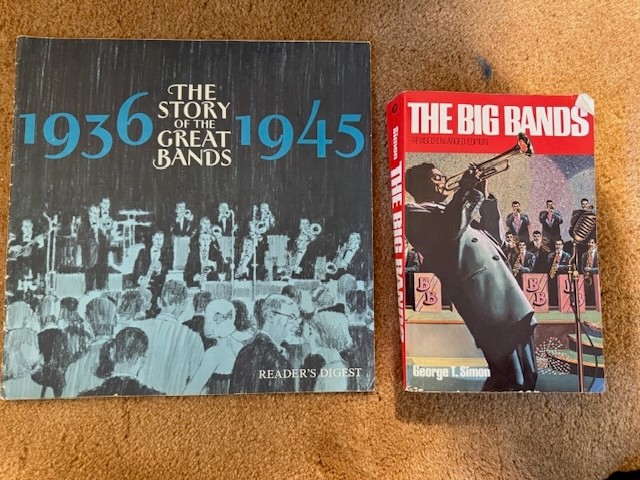 1936
THE
STORY
OF THE
GREAT
BANDS
1945
READER'S DIGEST
Simon THE BIG BANDS
THE BIG BANDS
REVISED ENLARGED EDITION
B B
B B
George T. Simon